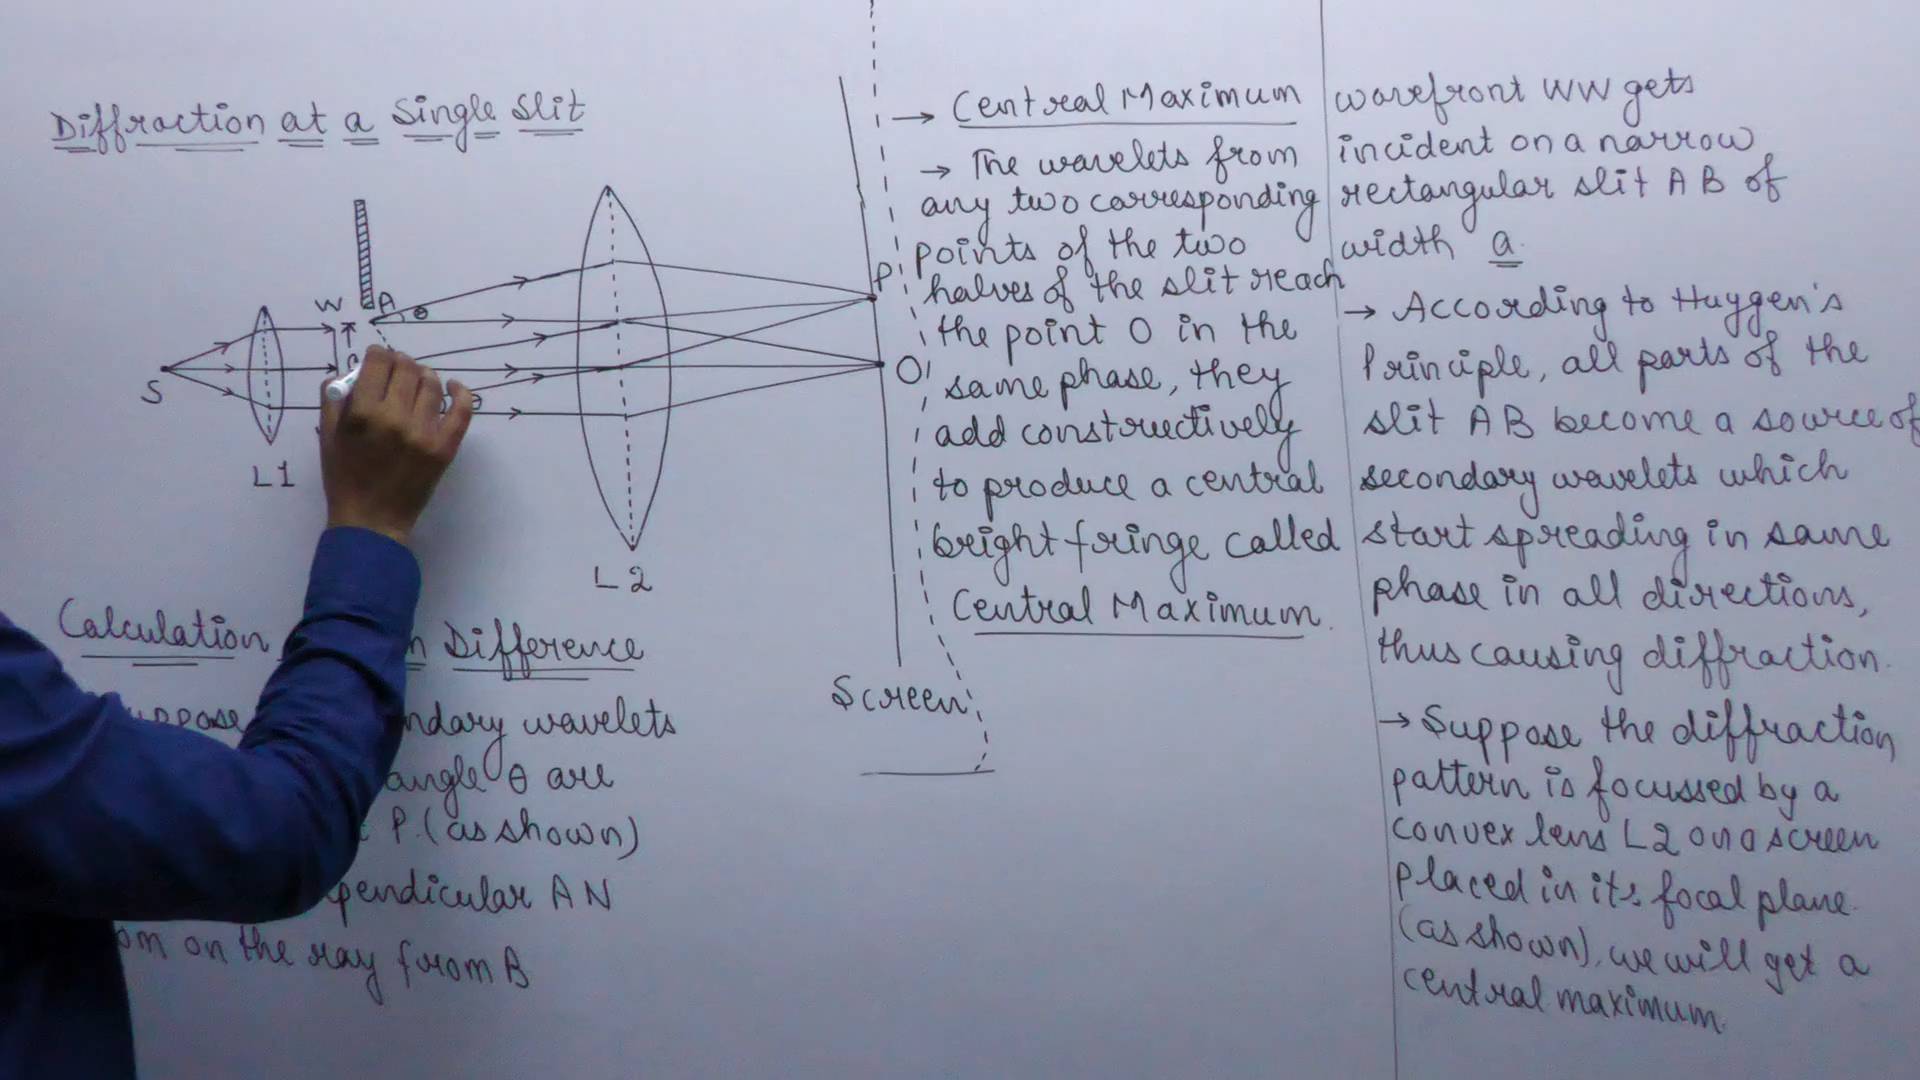 Diffraction at a Single Slit
W
A
θ
a
S
θ
L1
L2
P
O
Screen
Calculation Difference
wavelets
angle θ are
P. (as shown)
AN
on the ray from B
→ Central Maximum
→ The wavelets from
any two corresponding
points of the two
halves of the slit reach
the point O in the
same phase, they
add constructively
to produce a central
bright fringe called
Central Maximum.
wavefront WW gets
incident on a narrow
rectangular slit AB of
width a.
→ According to Huygen's
Principle, all parts of the
slit AB become a source of
secondary wavelets which
start spreading in same
phase in all directions,
thus causing diffraction.
→ Suppose the diffraction
pattern is focussed by a
convex lens L2 on a screen
placed in its focal plane.
(as shown), we will get a
central maximum.